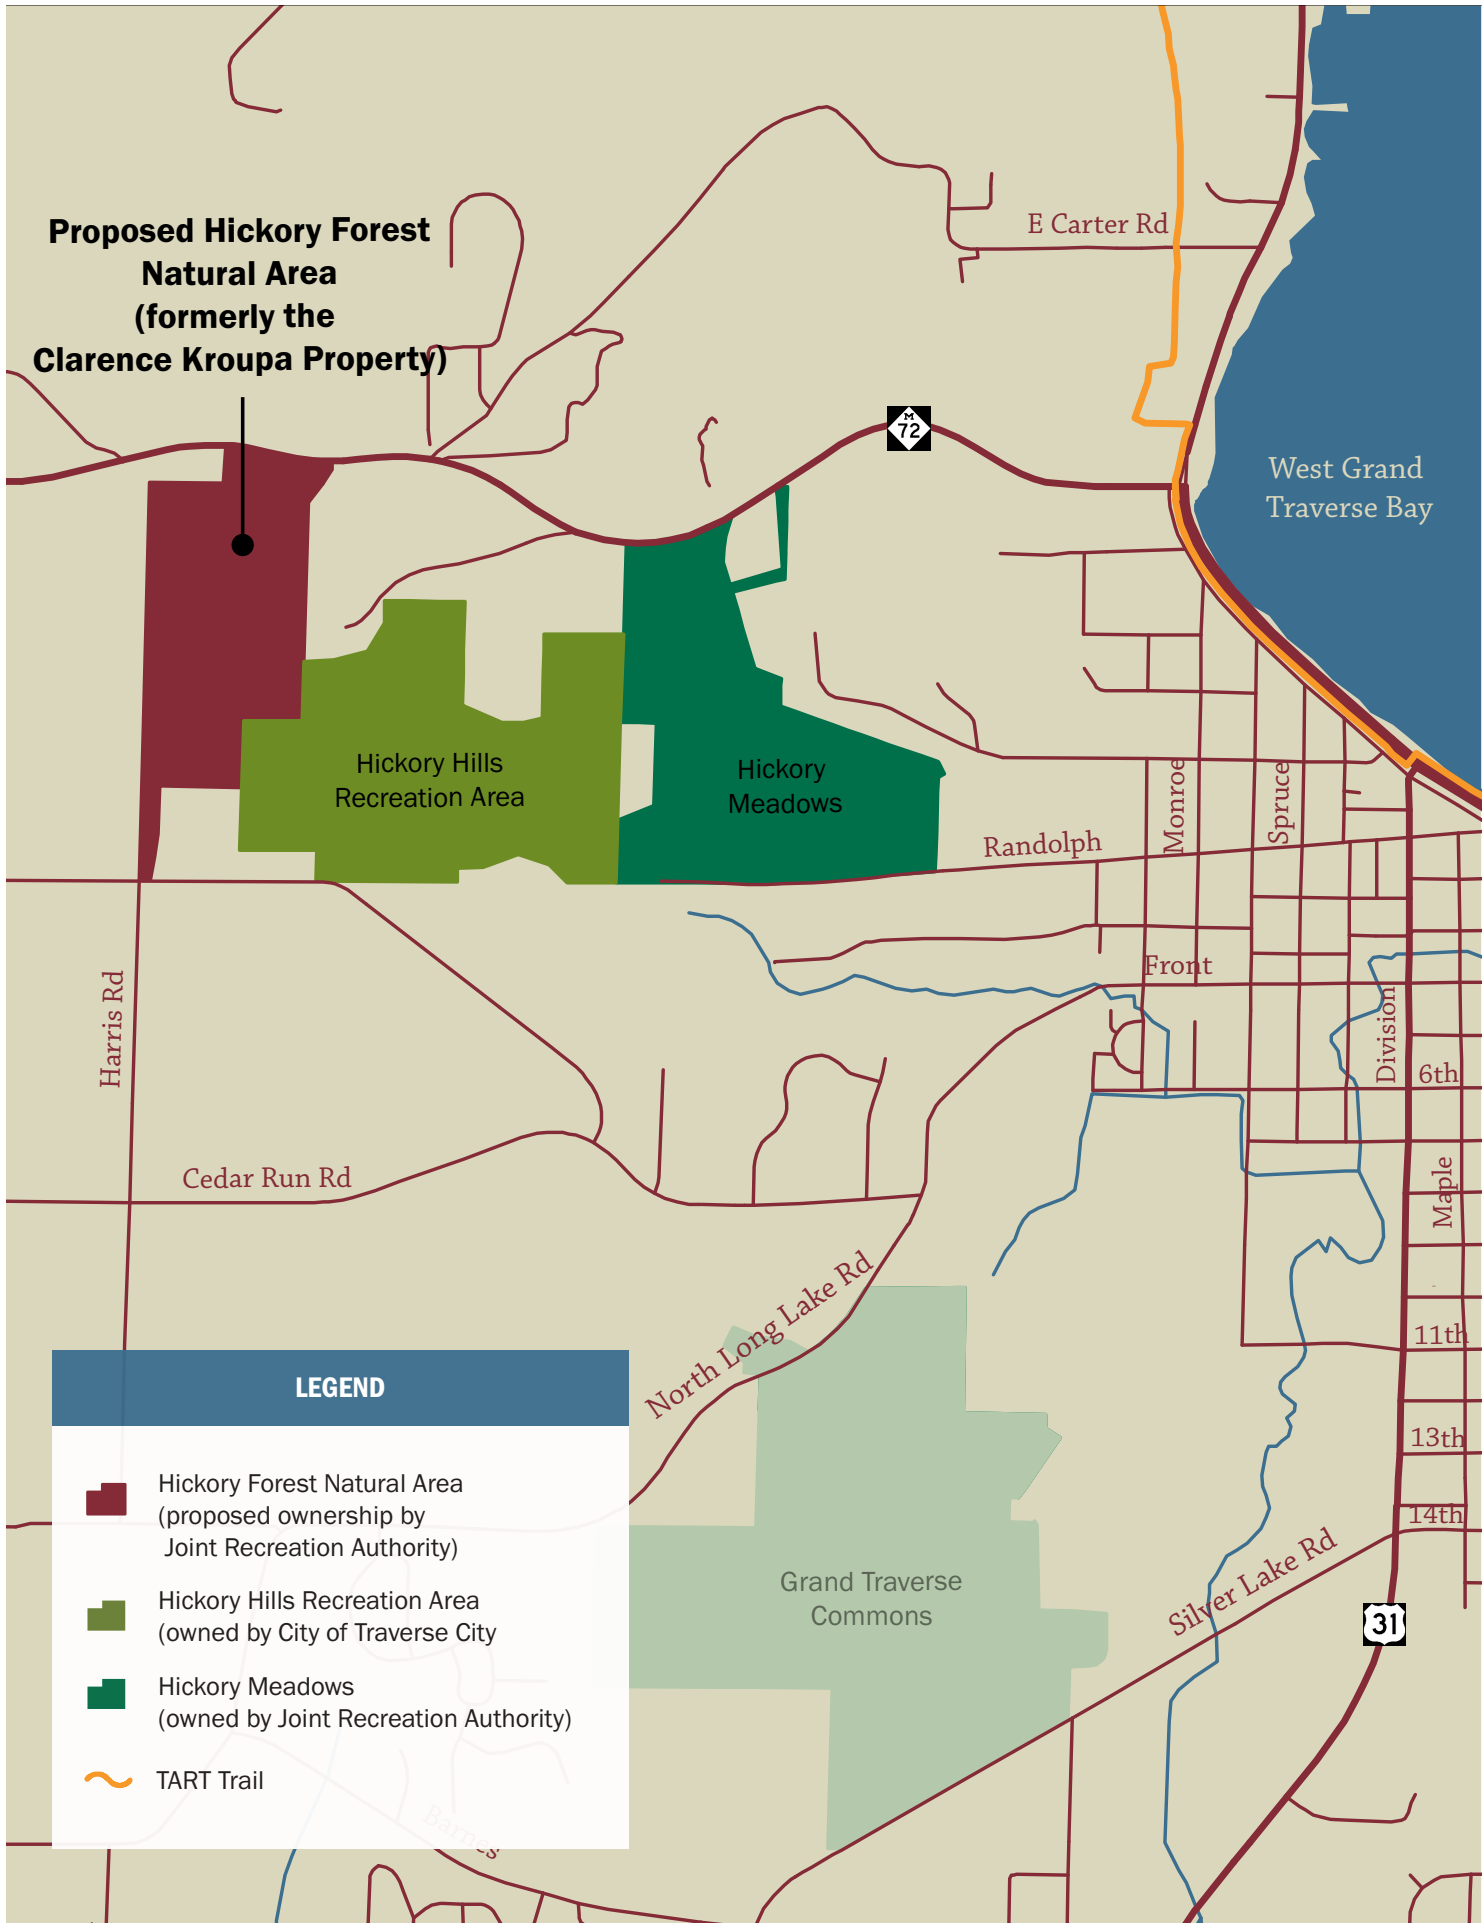 E Carter Rd
Proposed Hickory Forest
Natural Area
(formerly the
Clarence Kroupa Property)
M
72
West Grand
Traverse Bay
Hickory Hills
Recreation Area
Hickory
Meadows
Monroe
Spruce
Randolph
Front
Harris Rd
Division
6th
Cedar Run Rd
Maple
North Long Lake Rd
11th
13th
14th
Grand Traverse
Commons
Silver Lake Rd
31
LEGEND
Hickory Forest Natural Area
(proposed ownership by
Joint Recreation Authority)
Hickory Hills Recreation Area
(owned by City of Traverse City
Hickory Meadows
(owned by Joint Recreation Authority)
TART Trail
Barnes